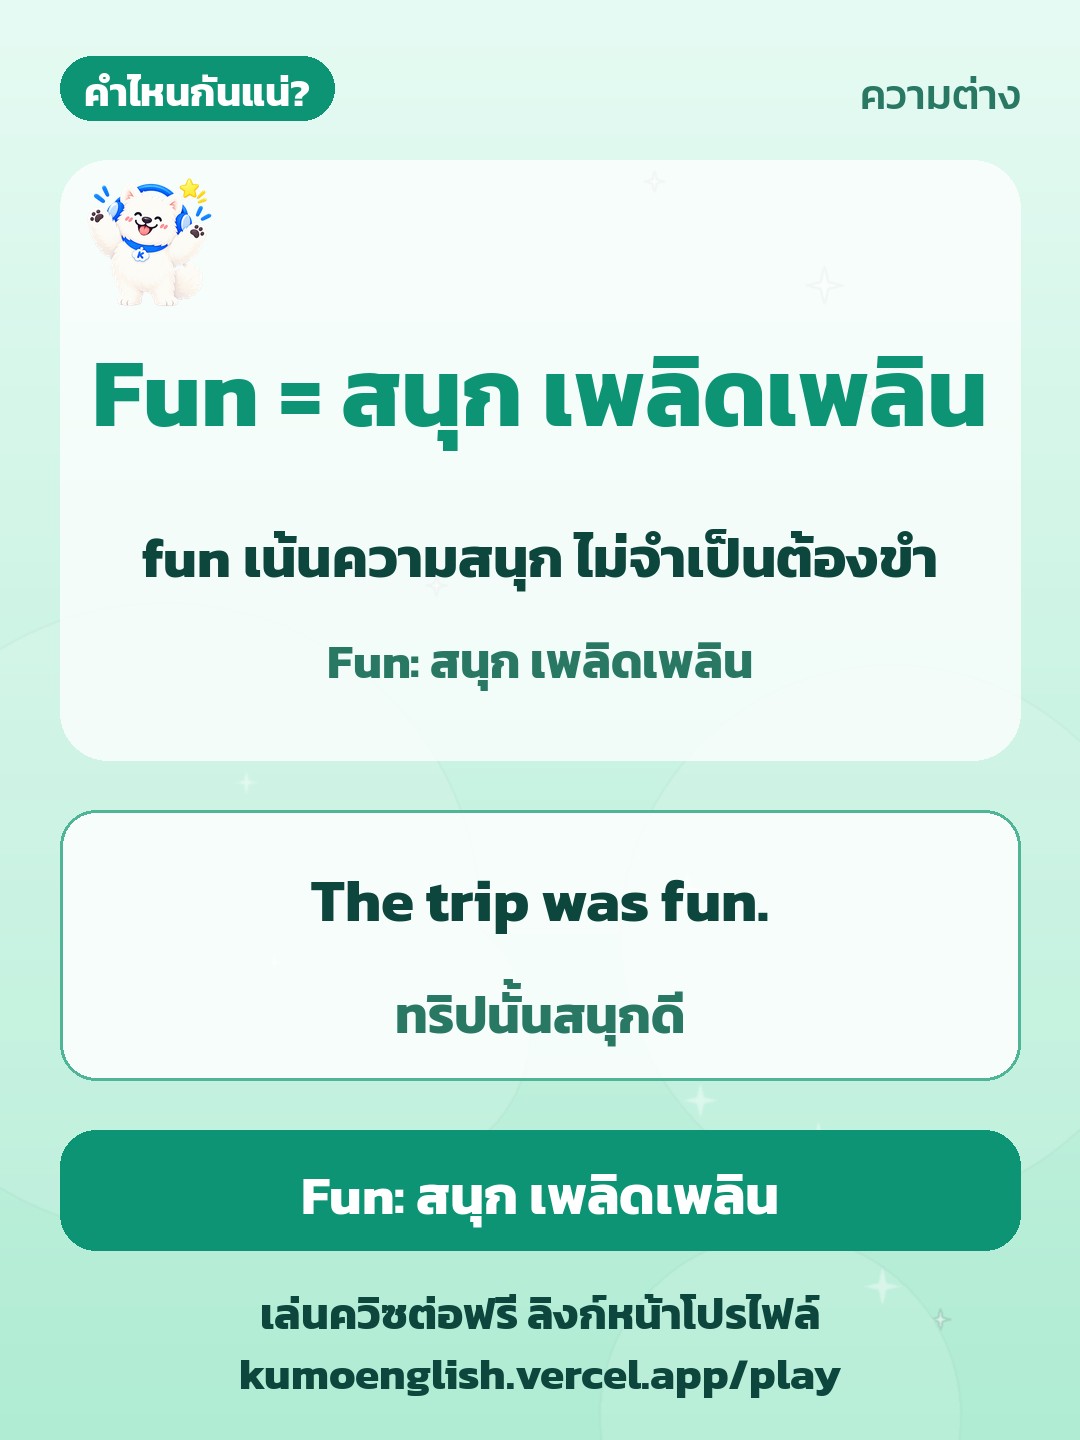 คำไหนกันแน่?
ความต่าง
K
Fun = สนุก เพลิดเพลิน
fun เน้นความสนุก ไม่จำเป็นต้องขำ
Fun: สนุก เพลิดเพลิน
The trip was fun.
ทริปนั้นสนุกดี
Fun: สนุก เพลิดเพลิน
เล่นควิซต่อฟรี ลิงก์หน้าโปรไฟล์
kumoenglish.vercel.app/play